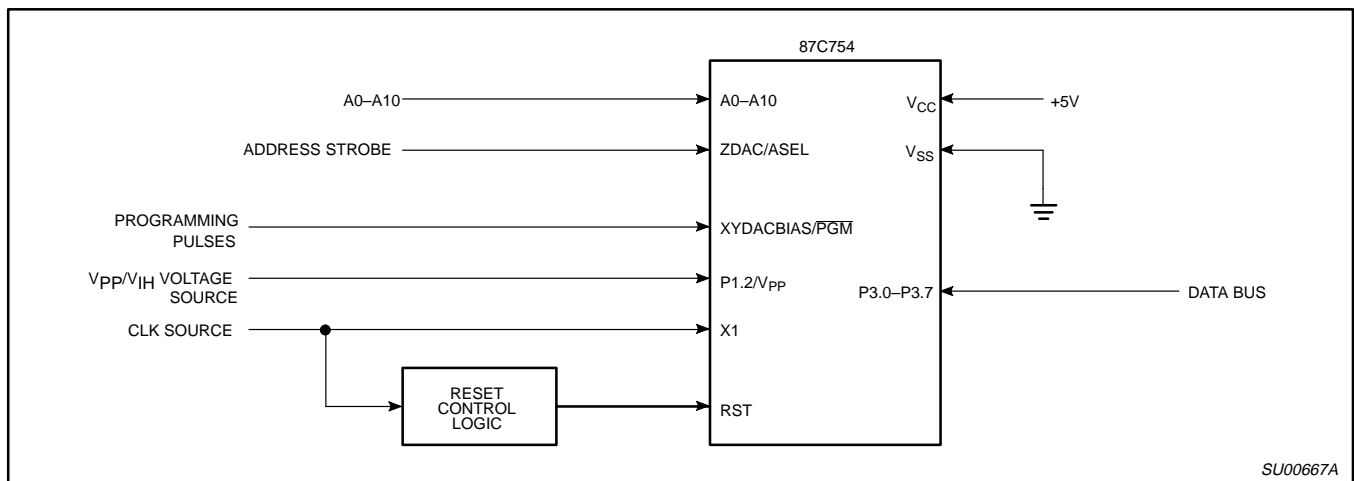 87C754
A0–A10
A0–A10
VCC
+5V
ADDRESS STROBE
ZDAC/ASEL
VSS
PROGRAMMING
PULSES
XYDACBIAS/PGM
VPP/VIH VOLTAGE
SOURCE
P1.2/VPP
P3.0–P3.7
DATA BUS
CLK SOURCE
X1
RESET
CONTROL
LOGIC
RST
SU00667A